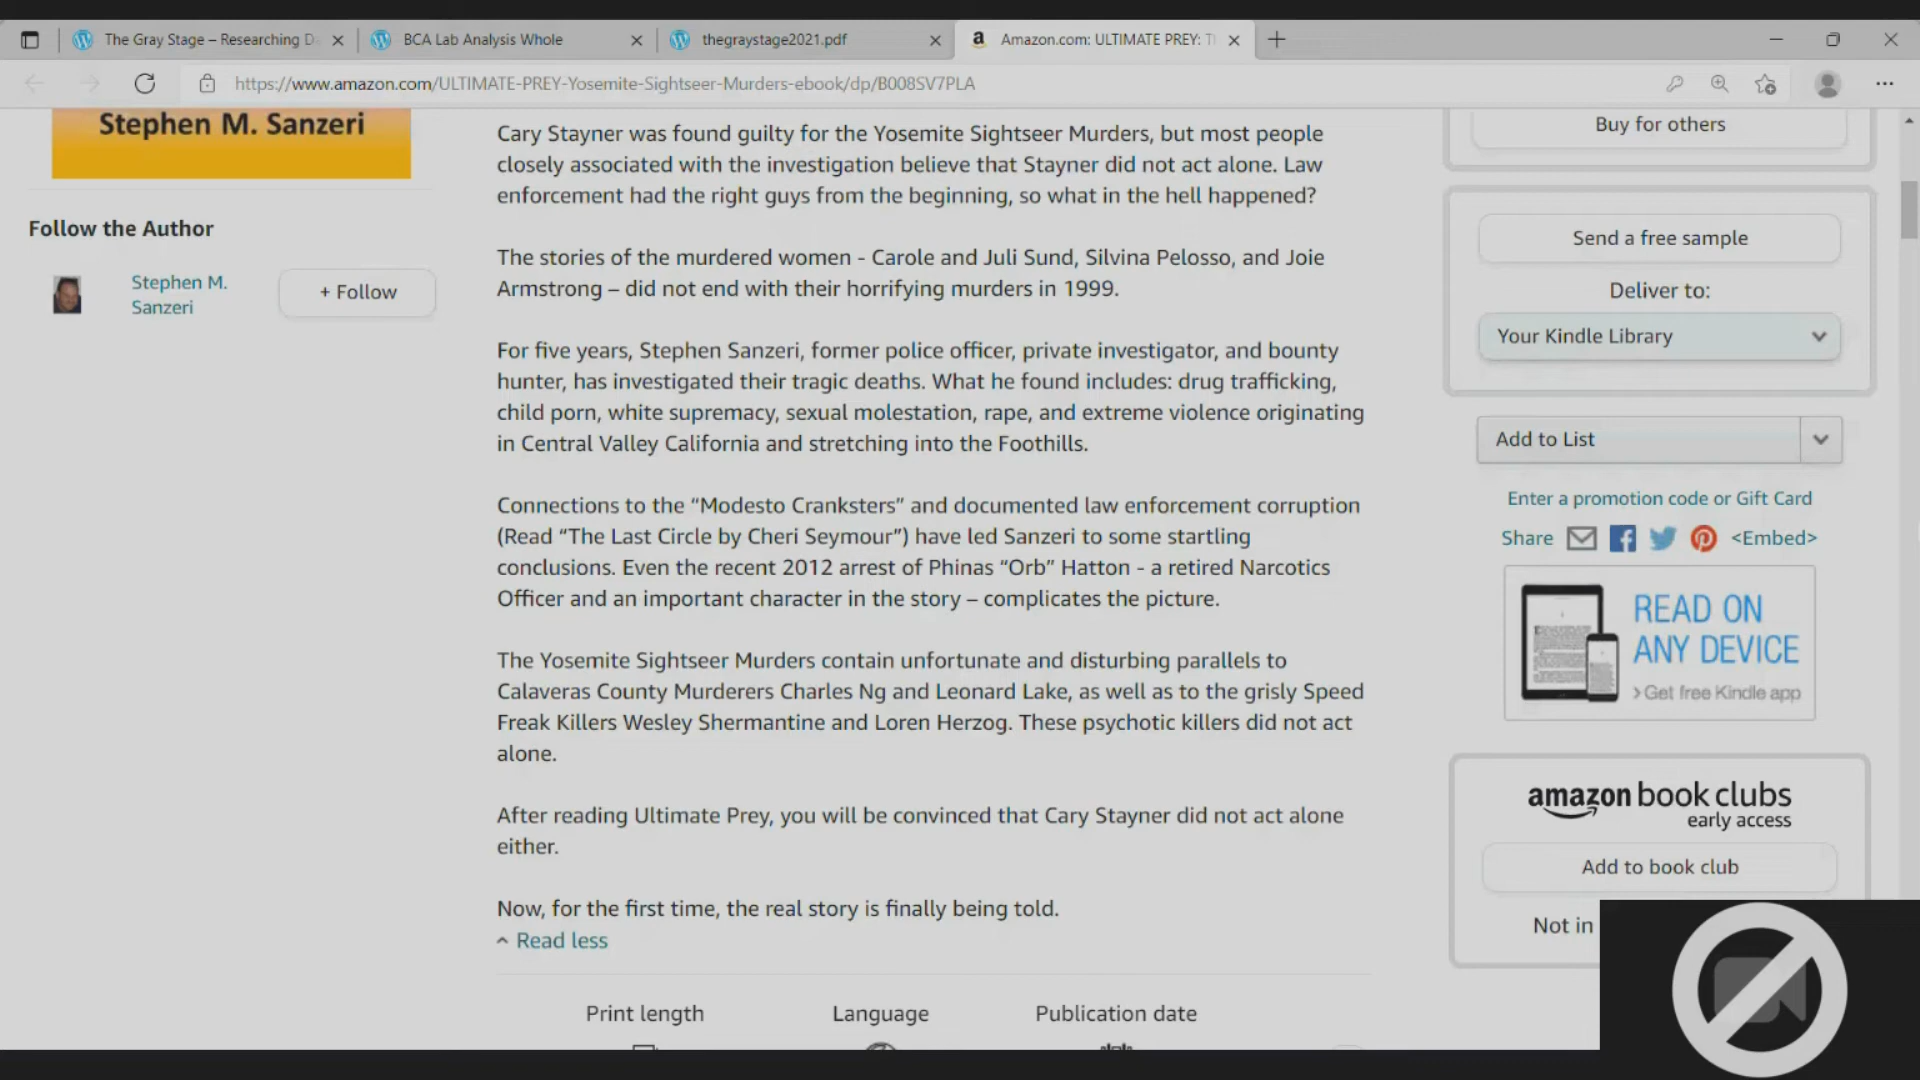 The Gray Stage – Researching D
BCA Lab Analysis Whole
thegraystage2021.pdf
Amazon.com: ULTIMATE PREY: T
https://www.amazon.com/ULTIMATE-PREY-Yosemite-Sightseer-Murders-ebook/dp/B008SV7PLA
Stephen M. Sanzeri
Follow the Author
Stephen M.
Sanzeri
+ Follow
Cary Stayner was found guilty for the Yosemite Sightseer Murders, but most people
closely associated with the investigation believe that Stayner did not act alone. Law
enforcement had the right guys from the beginning, so what in the hell happened?
The stories of the murdered women - Carole and Juli Sund, Silvina Pelosso, and Joie
Armstrong – did not end with their horrifying murders in 1999.
For five years, Stephen Sanzeri, former police officer, private investigator, and bounty
hunter, has investigated their tragic deaths. What he found includes: drug trafficking,
child porn, white supremacy, sexual molestation, rape, and extreme violence originating
in Central Valley California and stretching into the Foothills.
Connections to the “Modesto Cranksters” and documented law enforcement corruption
(Read “The Last Circle by Cheri Seymour”) have led Sanzeri to some startling
conclusions. Even the recent 2012 arrest of Phinas “Orb” Hatton - a retired Narcotics
Officer and an important character in the story – complicates the picture.
The Yosemite Sightseer Murders contain unfortunate and disturbing parallels to
Calaveras County Murderers Charles Ng and Leonard Lake, as well as to the grisly Speed
Freak Killers Wesley Shermantine and Loren Herzog. These psychotic killers did not act
alone.
After reading Ultimate Prey, you will be convinced that Cary Stayner did not act alone
either.
Now, for the first time, the real story is finally being told.
Read less
Print length
Language
Publication date
Buy for others
Send a free sample
Deliver to:
Your Kindle Library
Add to List
Enter a promotion code or Gift Card
Share
<Embed>
READ ON
ANY DEVICE
› Get free Kindle app
amazon book clubs
early access
Add to book club
Not in